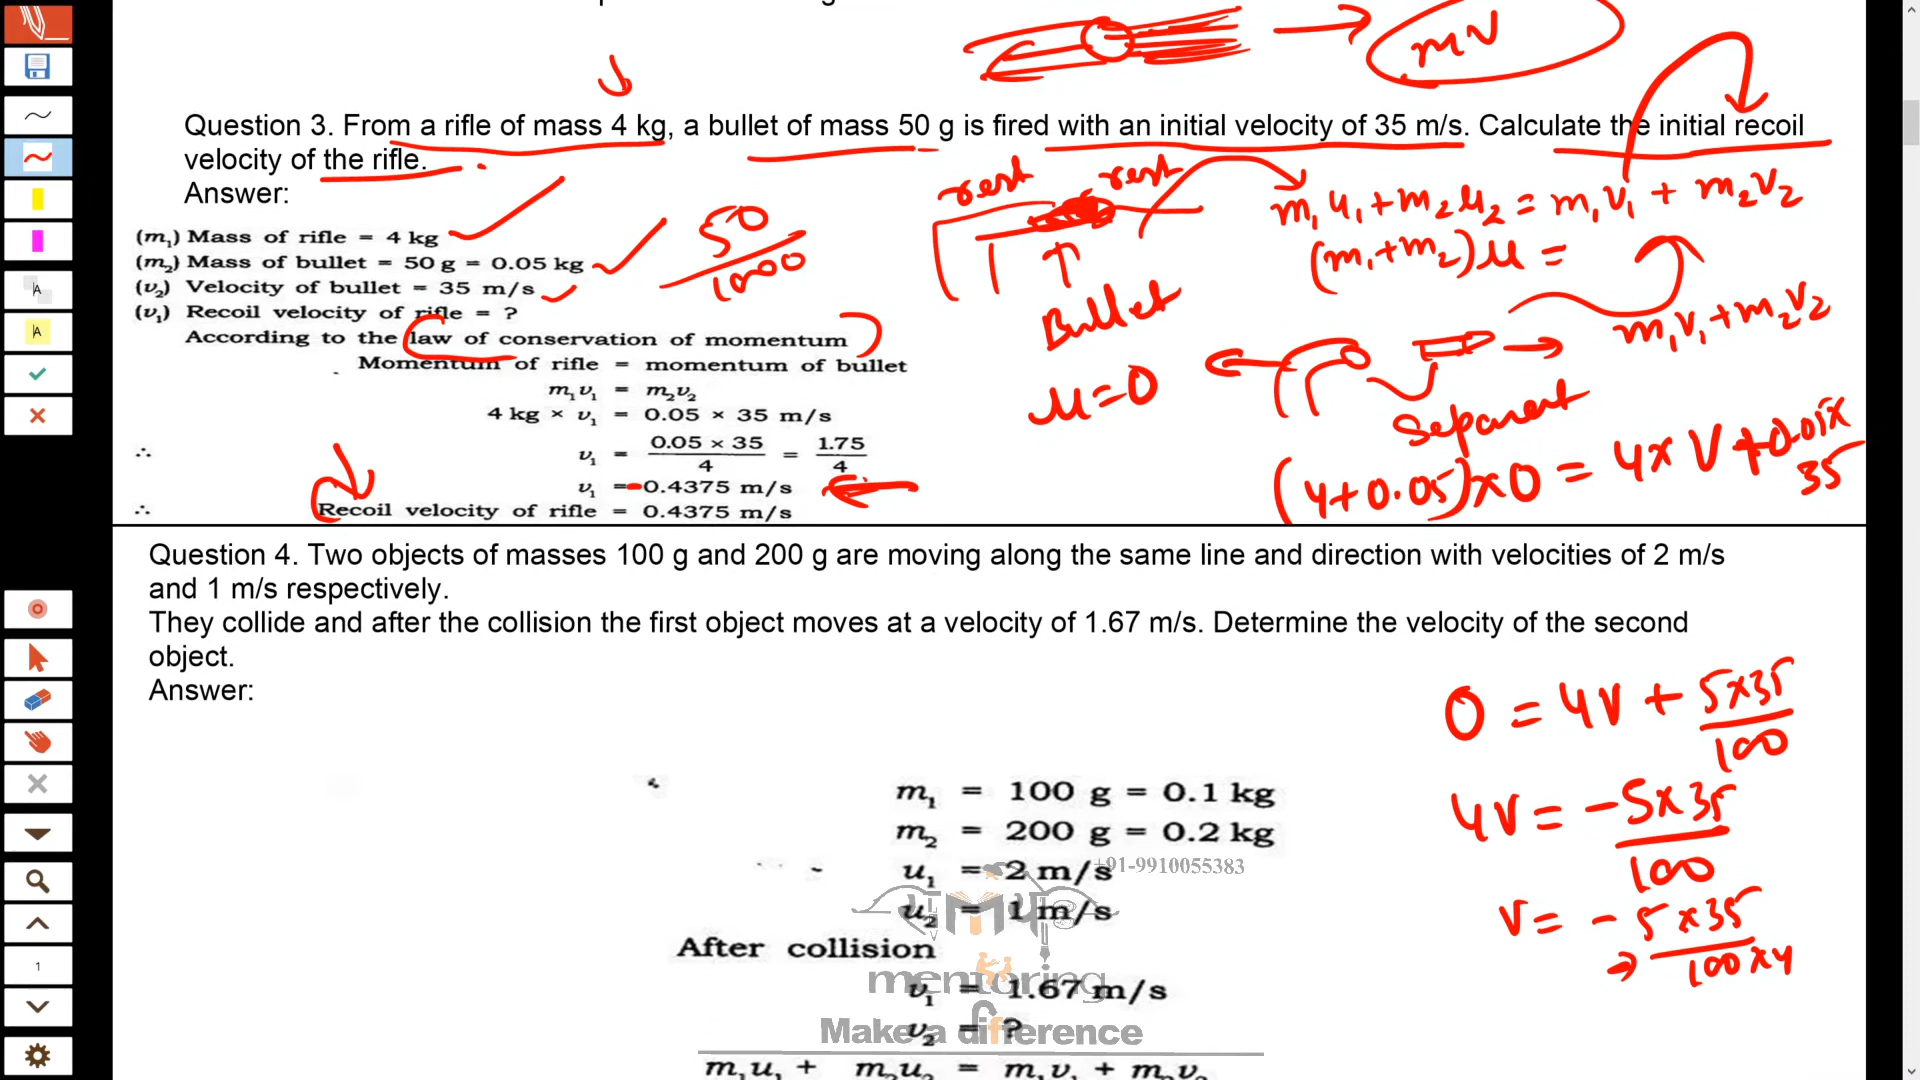 mv
Question 3. From a rifle of mass 4 kg, a bullet of mass 50 g is fired with an initial velocity of 35 m/s. Calculate the initial recoil
velocity of the rifle.
Answer:
(m₁) Mass of rifle = 4 kg
(m₂) Mass of bullet = 50 g = 0.05 kg
(v₂) Velocity of bullet = 35 m/s
(v₁) Recoil velocity of rifle = ?
According to the law of conservation of momentum
Momentum of rifle = momentum of bullet
m₁v₁ = m₂v₂
4 kg × v₁ = 0.05 × 35 m/s
∴ v₁ = 0.05 × 35 / 4 = 1.75 / 4
v₁ = -0.4375 m/s
∴ Recoil velocity of rifle = 0.4375 m/s
50
1000
rest rest
Bullet
u=0
m₁u₁+m₂u₂ = m₁v₁ + m₂v₂
(m₁+m₂)u =
m₁v₁+m₂v₂
(4+0.05)×0 = 4×V+0.05×
35
Question 4. Two objects of masses 100 g and 200 g are moving along the same line and direction with velocities of 2 m/s
and 1 m/s respectively.
They collide and after the collision the first object moves at a velocity of 1.67 m/s. Determine the velocity of the second
object.
Answer:
m₁ = 100 g = 0.1 kg
m₂ = 200 g = 0.2 kg
u₁ = 2 m/s
+91-9910055383
u₂ = 1 m/s
After collision
v₁ = 1.67 m/s
v₂ = ?
m₁u₁ + m₂u₂ = m₁v₁ + m₂v₂
mentoring
Make a difference
0 = 4V + 5×35
100
4V = -5×35
100
V = -5×35
100×4
A
A
1